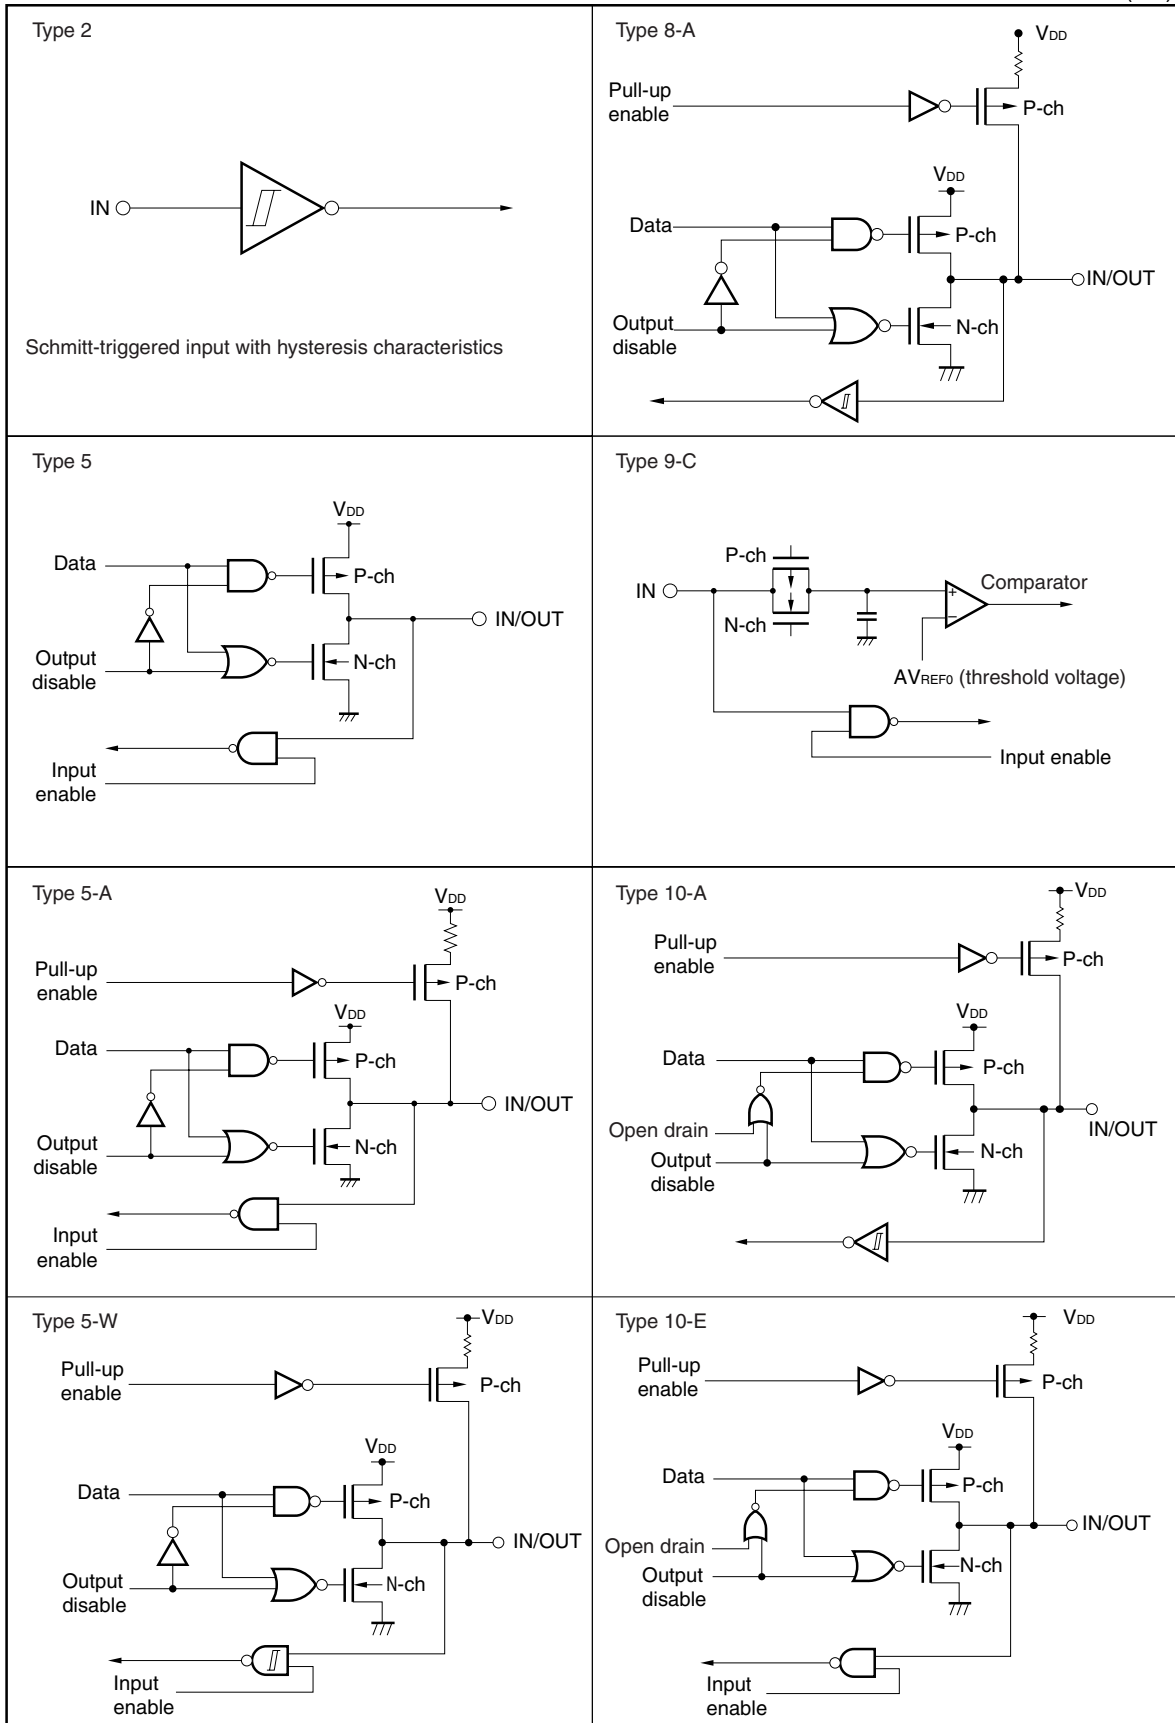 Type 2
IN
Schmitt-triggered input with hysteresis characteristics
Type 8-A
VDD
Pull-up
enable
P-ch
VDD
Data
P-ch
IN/OUT
Output
disable
N-ch
Type 5
VDD
Data
P-ch
IN/OUT
Output
disable
N-ch
Input
enable
Type 9-C
P-ch
IN
N-ch
Comparator
+
−
AVREF0 (threshold voltage)
Input enable
Type 5-A
VDD
Pull-up
enable
P-ch
VDD
Data
P-ch
IN/OUT
Output
disable
N-ch
Input
enable
Type 10-A
VDD
Pull-up
enable
P-ch
VDD
Data
P-ch
IN/OUT
Open drain
Output
disable
N-ch
Type 5-W
VDD
Pull-up
enable
P-ch
VDD
Data
P-ch
IN/OUT
Output
disable
N-ch
Input
enable
Type 10-E
VDD
Pull-up
enable
P-ch
VDD
Data
P-ch
IN/OUT
Open drain
Output
disable
N-ch
Input
enable